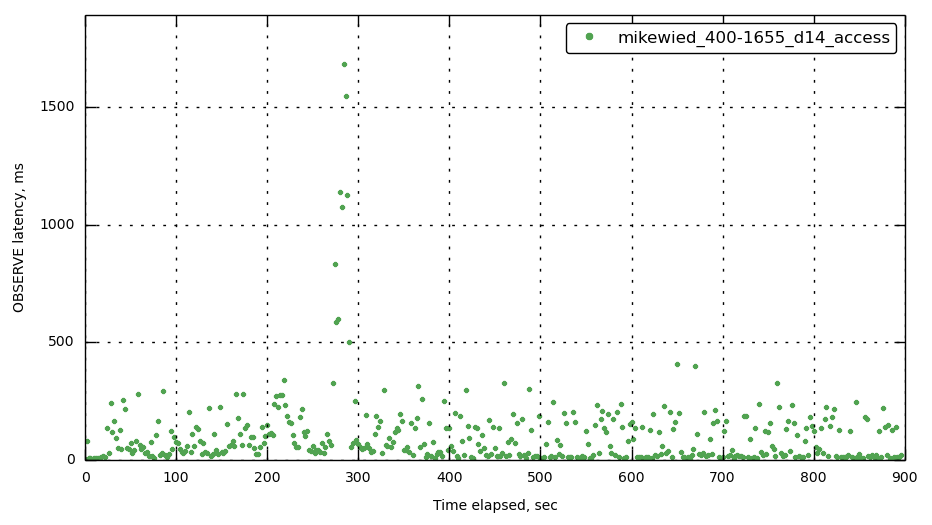 mikewied_400-1655_d14_access
1500
1000
500
0
OBSERVE latency, ms
0 100 200 300 400 500 600 700 800 900
Time elapsed, sec